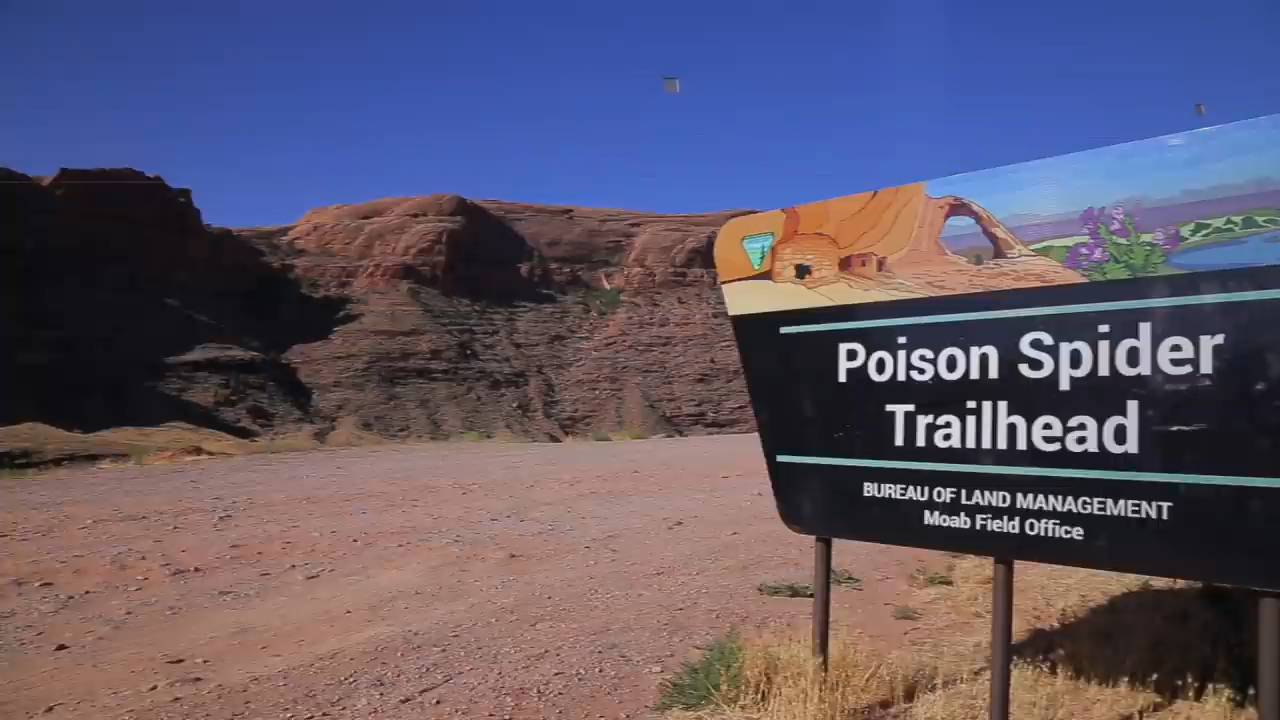 Poison Spider
Trailhead
BUREAU OF LAND MANAGEMENT
Moab Field Office